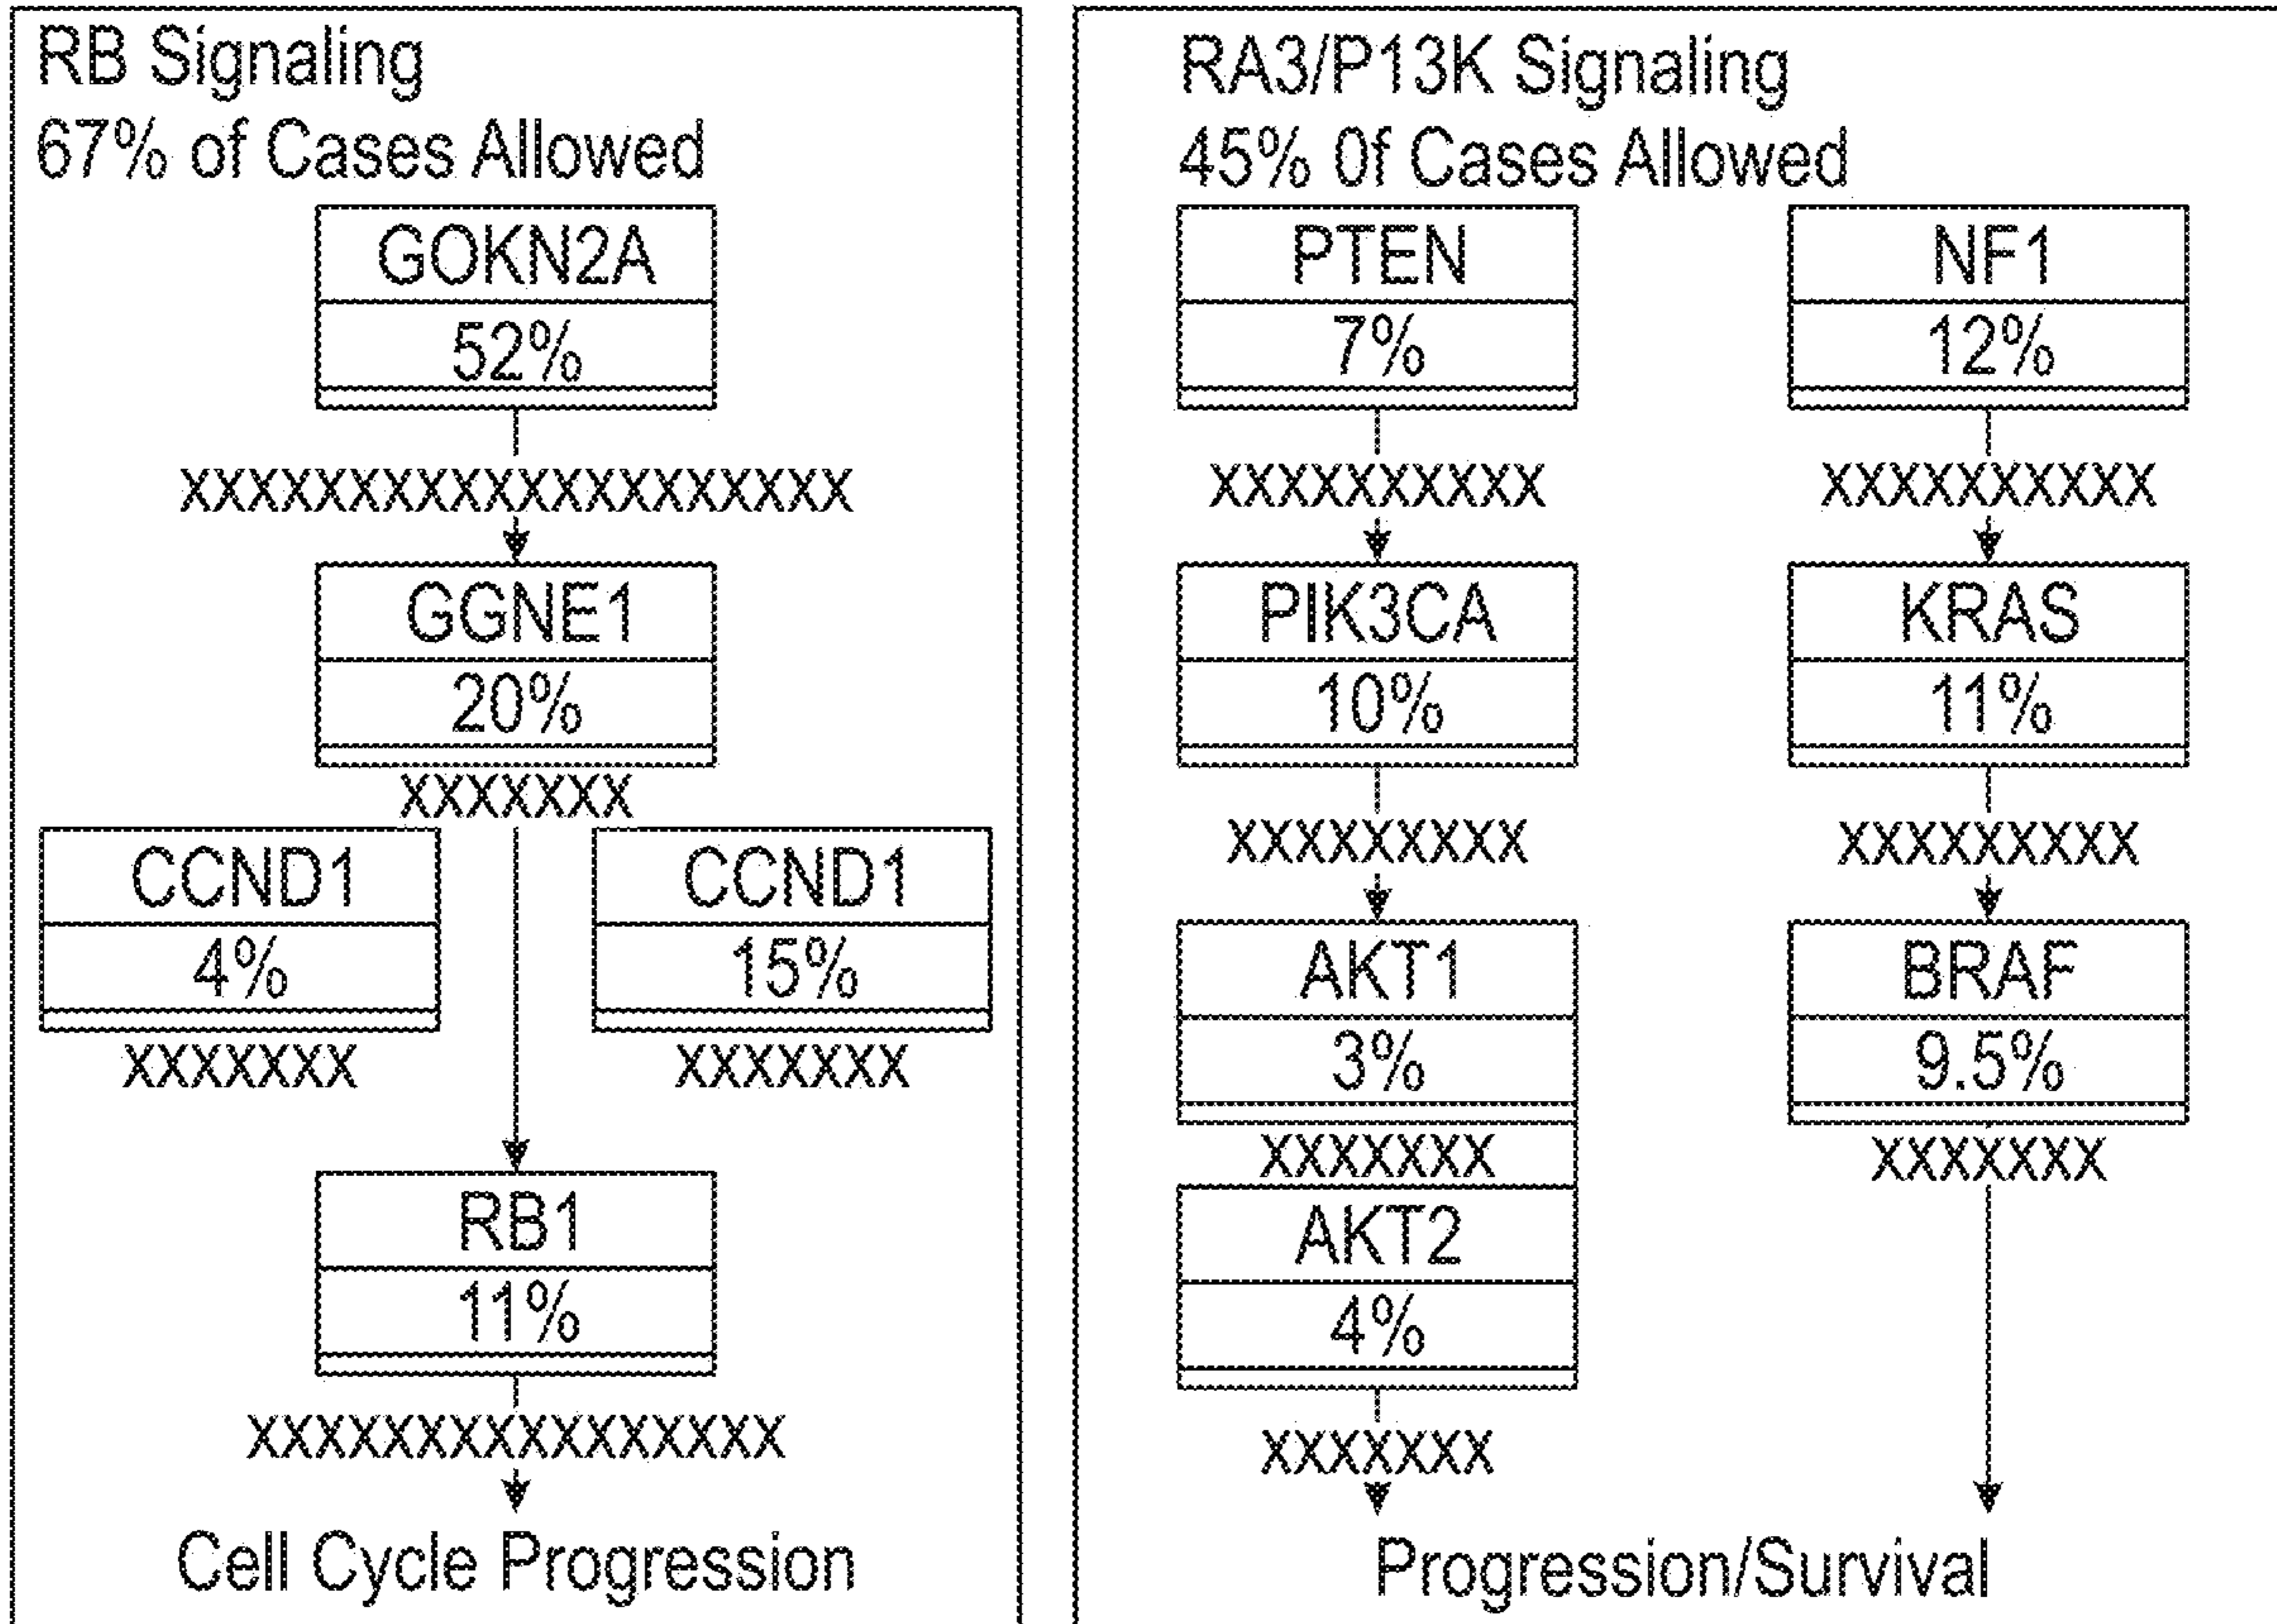 RB Signaling
67% of Cases Allowed
GOKN2A
52%
XXXXXXXXXXXXXXXXXXXX
GGNE1
20%
XXXXXXX
CCND1
4%
XXXXXXX
CCND1
15%
XXXXXXX
RB1
11%
XXXXXXXXXXXXXXXX
Cell Cycle Progression
RA3/P13K Signaling
45% 0f Cases Allowed
PTEN
7%
XXXXXXXXXX
PIK3CA
10%
XXXXXXXXX
AKT1
3%
XXXXXXX
AKT2
4%
XXXXXXX
NF1
12%
XXXXXXXXXX
KRAS
11%
XXXXXXXXX
BRAF
9.5%
XXXXXXX
Progression/Survival